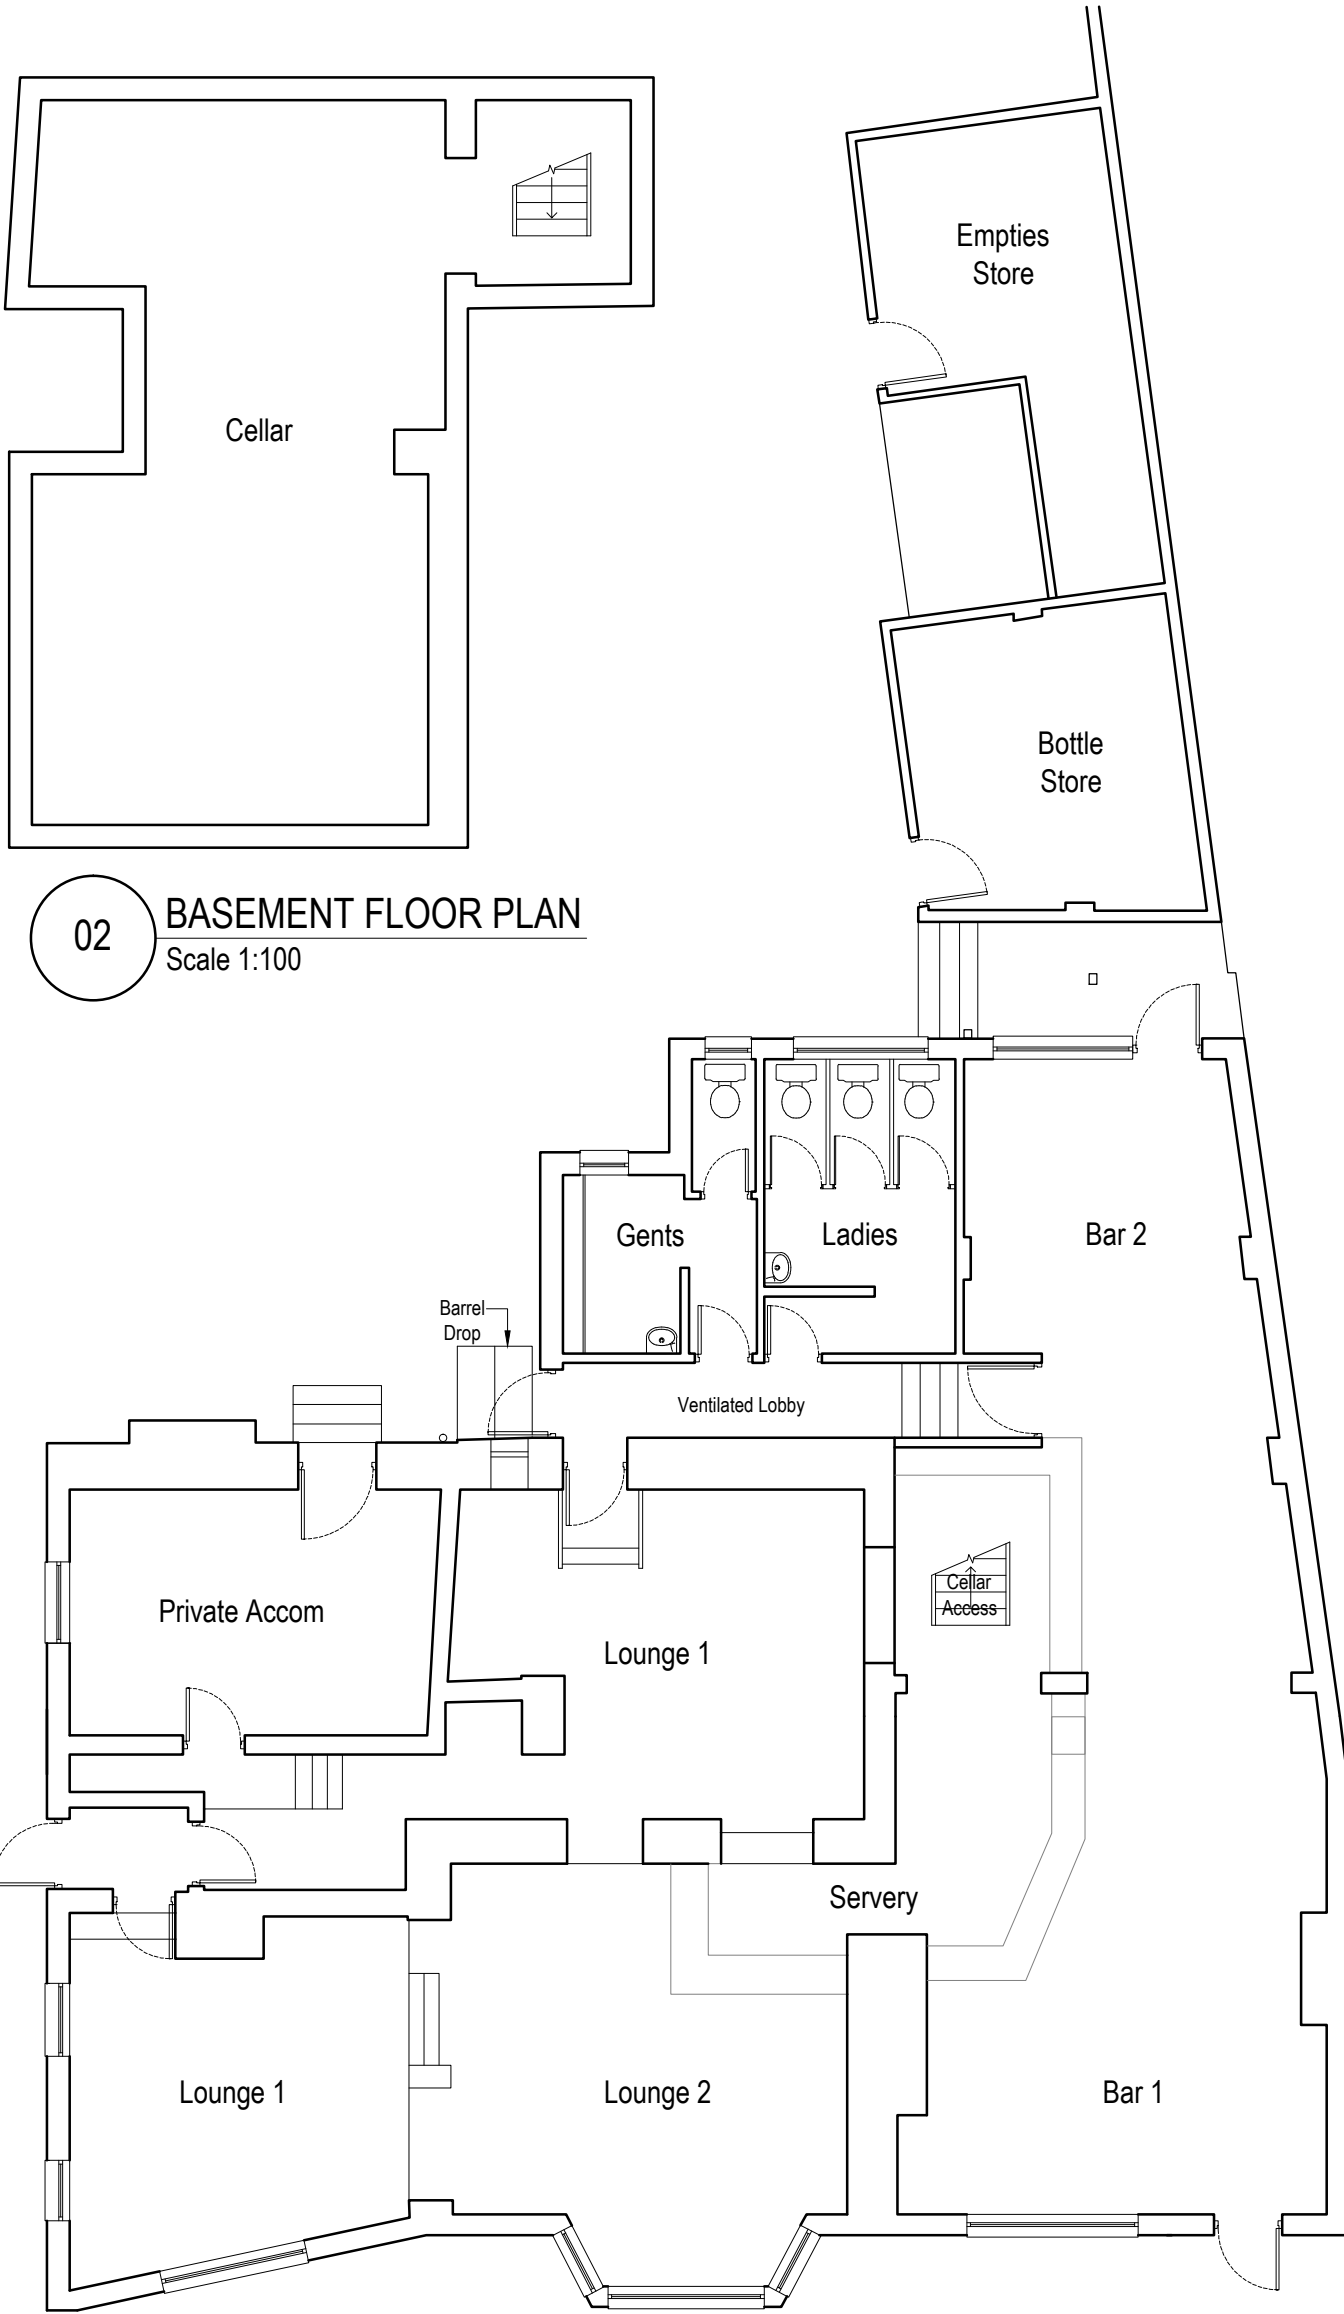 Empties
Store
Cellar
Bottle
Store
02
BASEMENT FLOOR PLAN
Scale 1:100
Gents
Ladies
Bar 2
Barrel
Drop
Ventilated Lobby
Cellar
Access
Private Accom
Lounge 1
Servery
Lounge 1
Lounge 2
Bar 1